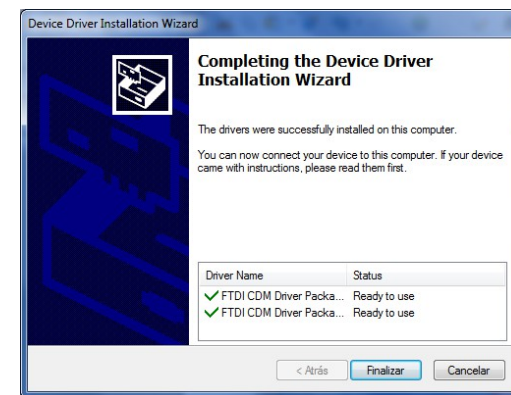 Device Driver Installation Wizard
Completing the Device Driver
Installation Wizard
The drivers were successfully installed on this computer.
You can now connect your device to this computer. If your device
came with instructions, please read them first.
Driver Name Status
FTDI CDM Driver Packa... Ready to use
FTDI CDM Driver Packa... Ready to use
< Atrás Finalizar Cancelar